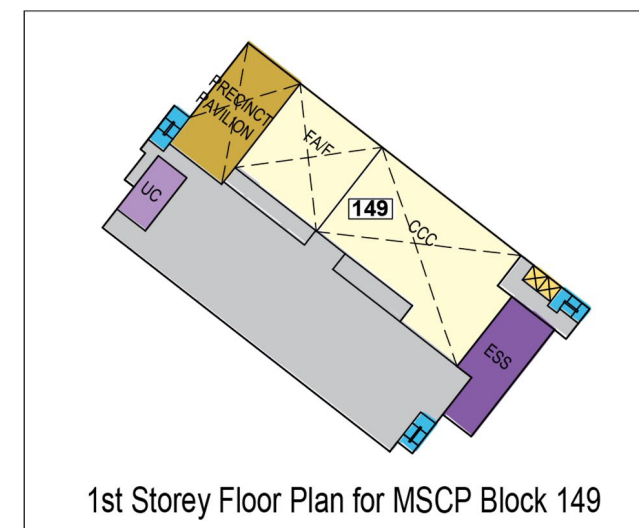 PRECINCT
PAVILION
FA/F
UC
149
CCC
ESS
1st Storey Floor Plan for MSCP Block 149